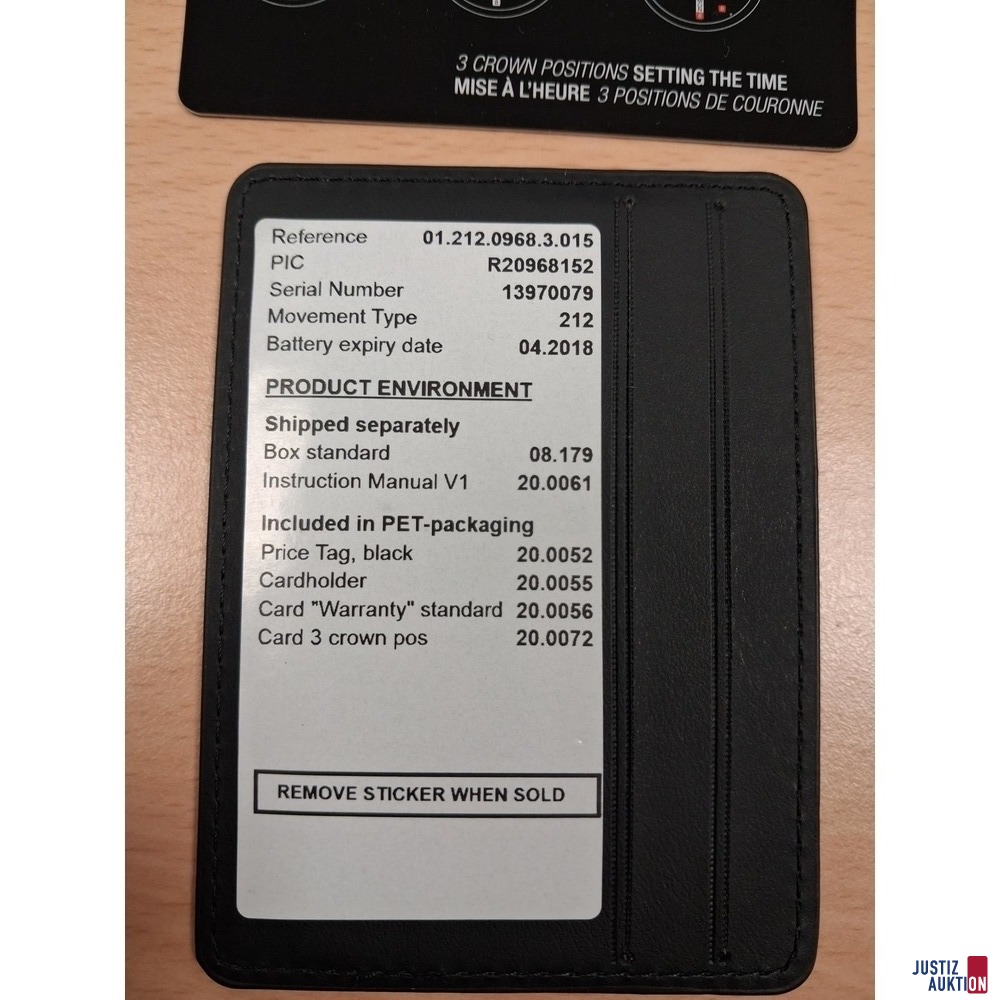 3 CROWN POSITIONS SETTING THE TIME
MISE À L'HEURE 3 POSITIONS DE COURONNE
Reference 01.212.0968.3.015
PIC R20968152
Serial Number 13970079
Movement Type 212
Battery expiry date 04.2018
PRODUCT ENVIRONMENT
Shipped separately
Box standard 08.179
Instruction Manual V1 20.0061
Included in PET-packaging
Price Tag, black 20.0052
Cardholder 20.0055
Card "Warranty" standard 20.0056
Card 3 crown pos 20.0072
REMOVE STICKER WHEN SOLD
JUSTIZ
AUKTION